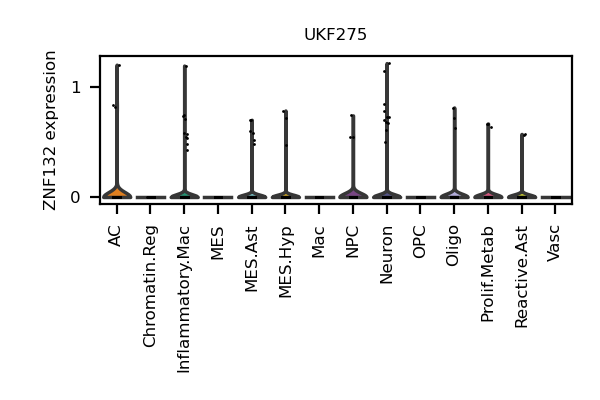 UKF275
ZNF132 expression
1
0
AC
Chromatin.Reg
Inflammatory.Mac
MES
MES.Ast
MES.Hyp
Mac
NPC
Neuron
OPC
Oligo
Prolif.Metab
Reactive.Ast
Vasc